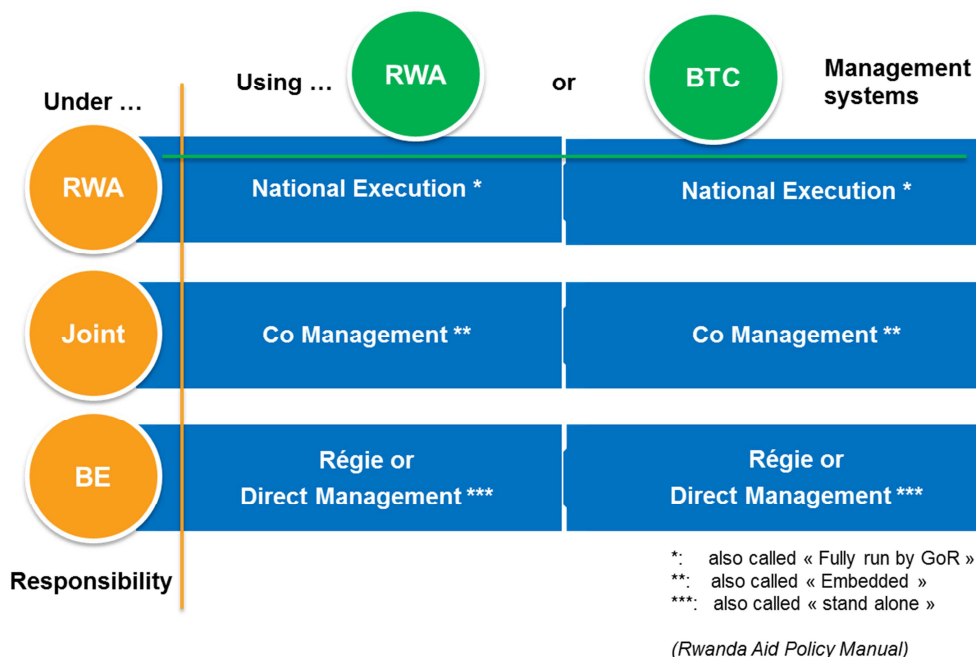 Under …
Using …
RWA
or
BTC
Management
systems
RWA
National Execution *
National Execution *
Joint
Co Management **
Co Management **
BE
Régie or
Direct Management ***
Régie or
Direct Management ***
Responsibility
*: also called « Fully run by GoR »
**: also called « Embedded »
***: also called « stand alone »
(Rwanda Aid Policy Manual)